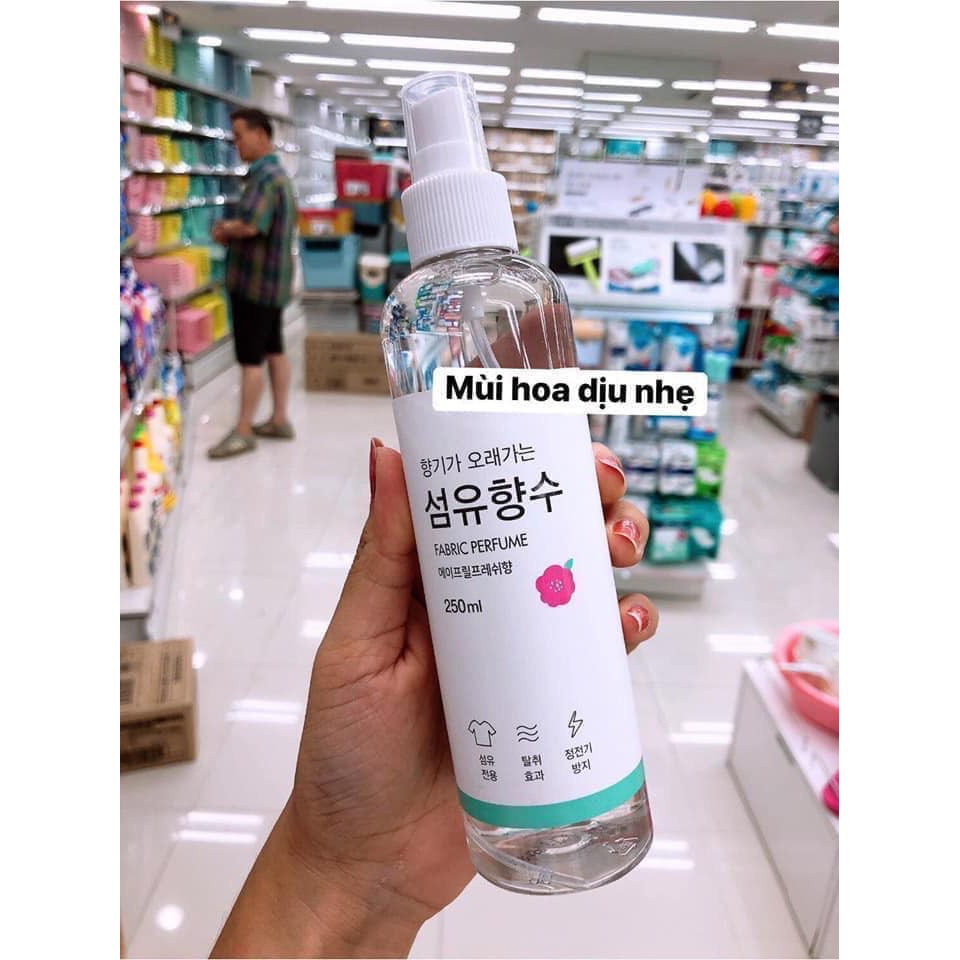 Mùi hoa dịu nhẹ
향기가 오래가는
섬유향수
FABRIC PERFUME
에이프릴프레쉬향
250ml
섬유
전용
탈취
효과
정전기
방지